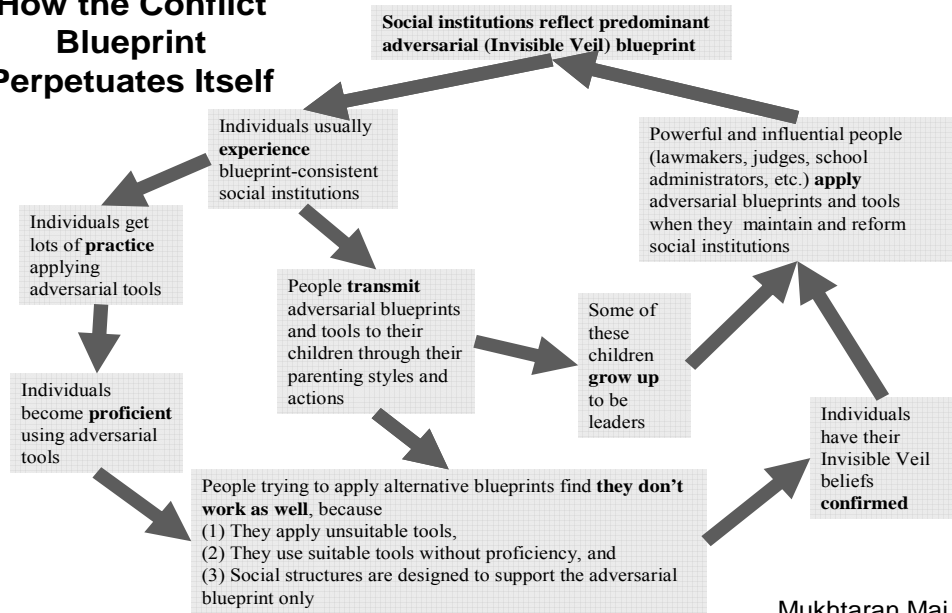 How the Conflict
Blueprint
Perpetuates Itself
Social institutions reflect predominant
adversarial (Invisible Veil) blueprint
Individuals usually
experience
blueprint-consistent
social institutions
Powerful and influential people
(lawmakers, judges, school
administrators, etc.) apply
adversarial blueprints and tools
when they maintain and reform
social institutions
Individuals get
lots of practice
applying
adversarial tools
People transmit
adversarial blueprints
and tools to their
children through their
parenting styles and
actions
Some of
these
children
grow up
to be
leaders
Individuals
become proficient
using adversarial
tools
Individuals
have their
Invisible Veil
beliefs
confirmed
People trying to apply alternative blueprints find they don't
work as well, because
(1) They apply unsuitable tools,
(2) They use suitable tools without proficiency, and
(3) Social structures are designed to support the adversarial
blueprint only
Mukhtaran Mai